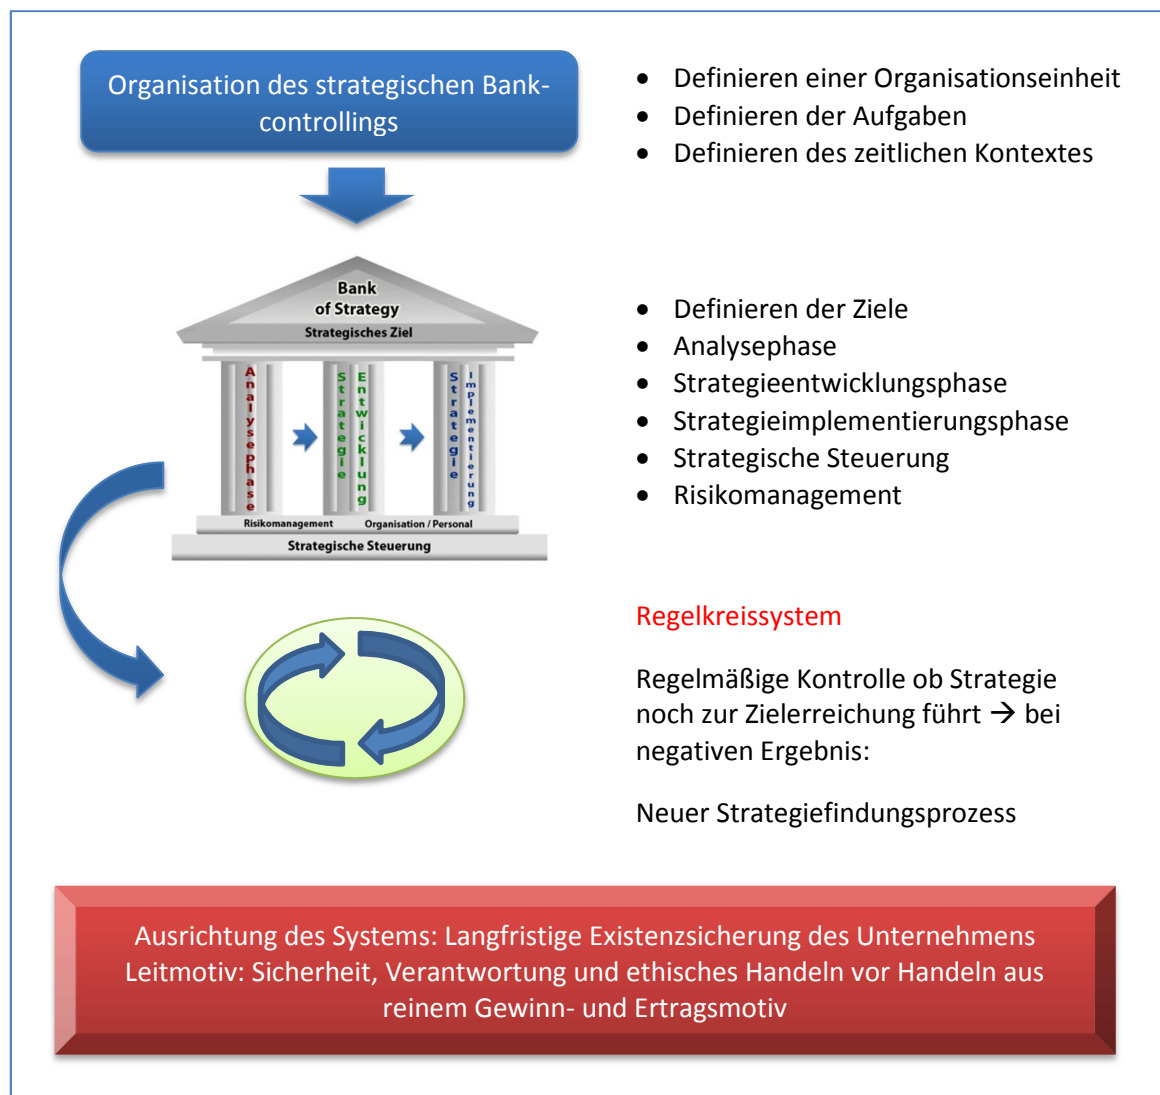 Organisation des strategischen Bank-
controllings
• Definieren einer Organisationseinheit
• Definieren der Aufgaben
• Definieren des zeitlichen Kontextes
Bank
of Strategy
Strategisches Ziel
Analysephase
Strategie
Entwicklung
Strategie
Implementierung
Risikomanagement
Organisation / Personal
Strategische Steuerung
• Definieren der Ziele
• Analysephase
• Strategieentwicklungsphase
• Strategieimplementierungsphase
• Strategische Steuerung
• Risikomanagement
Regelkreissystem
Regelmäßige Kontrolle ob Strategie
noch zur Zielerreichung führt → bei
negativen Ergebnis:
Neuer Strategiefindungsprozess
Ausrichtung des Systems: Langfristige Existenzsicherung des Unternehmens
Leitmotiv: Sicherheit, Verantwortung und ethisches Handeln vor Handeln aus
reinem Gewinn- und Ertragsmotiv